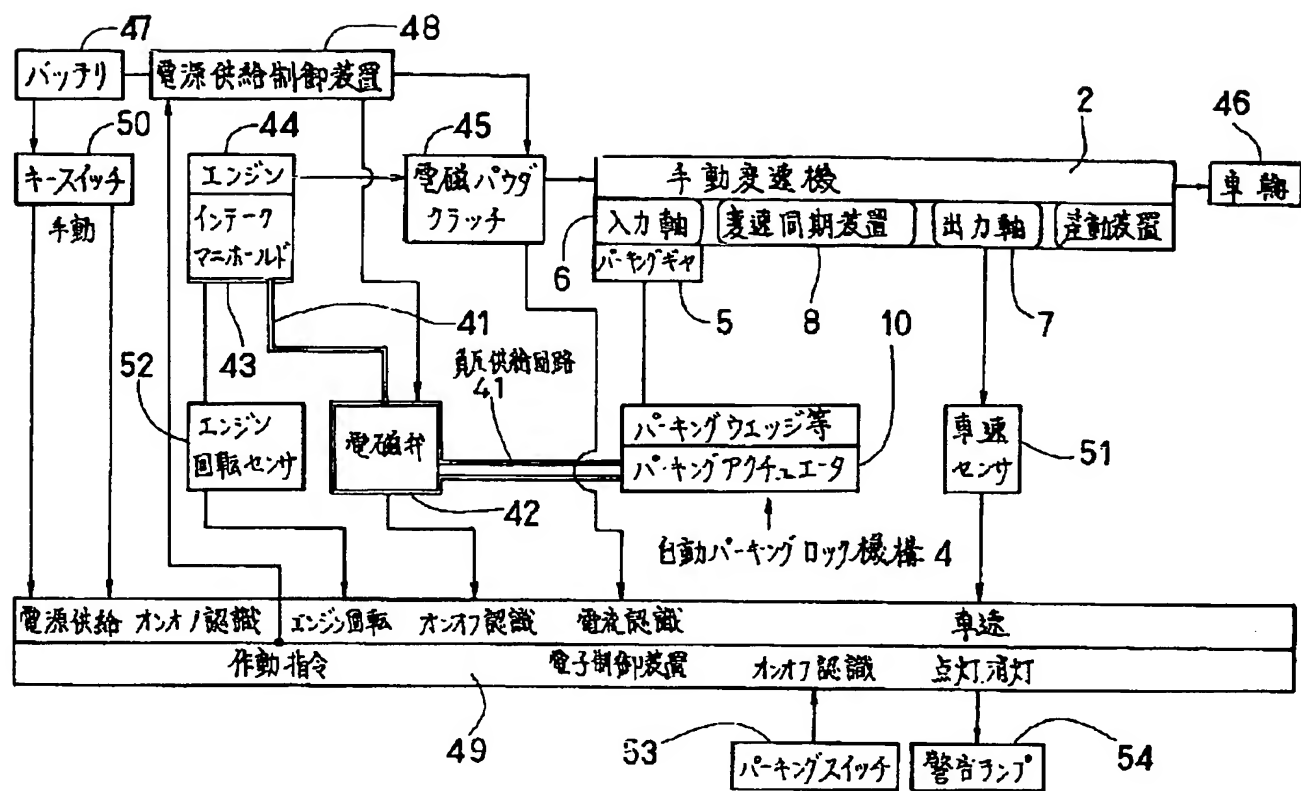 47
48
バッテリ
電源供給制御装置
2
50
44
45
46
キースイッチ
エンジン
電磁パウダ
クラッチ
手動変速機
車輪
手動
インテーク
マニホールド
6
入力軸
変速同期装置
出力軸
差動装置
パーキングギヤ
41
5
8
10
7
43
負圧供給回路
41
52
エンジン
回転センサ
電磁弁
パーキングウエッジ等
パーキングアクチュエータ
車速
センサ
51
42
自動パーキングロック機構 4
電源供給
オンオフ認識
エンジン回転
オンオフ認識
電流認識
車速
作動指令
電子制御装置
オンオフ認識
点灯.消灯
49
53
パーキングスイッチ
警告ランプ
54